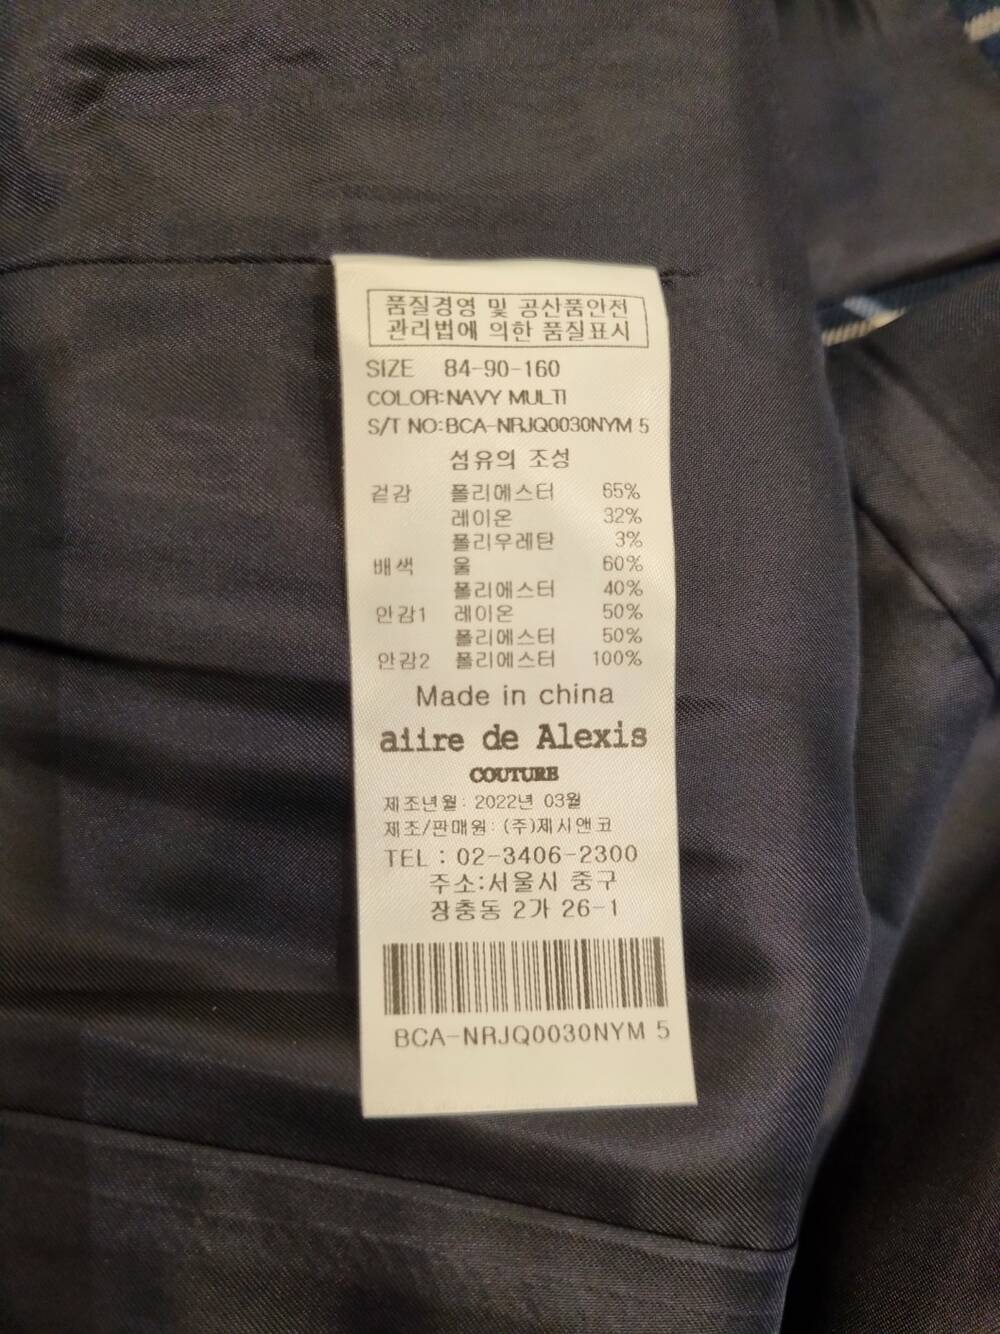 품질경영 및 공산품안전
관리법에 의한 품질표시
SIZE 84-90-160
COLOR:NAVY MULTI
S/T NO:BCA-NRJQ0030NYM 5
섬유의 조성
겉감 폴리에스터 65%
레이온 32%
폴리우레탄 3%
배색 울 60%
폴리에스터 40%
안감1 레이온 50%
폴리에스터 50%
안감2 폴리에스터 100%
Made in china
aiire de Alexis
COUTURE
제조년월: 2022년 03월
제조/판매원: (주)제시앤코
TEL : 02-3406-2300
주소:서울시 중구
장충동 2가 26-1
BCA-NRJQ0030NYM 5